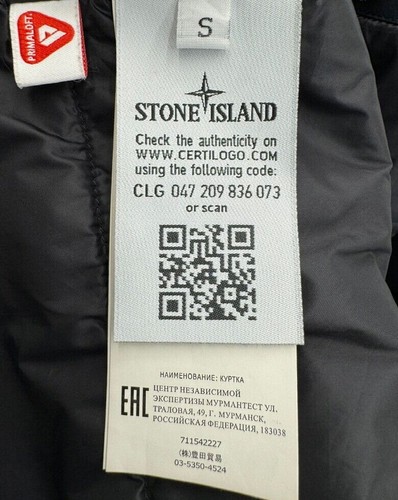 PRIMALOFT
S
STONE ISLAND
Check the authenticity on
WWW.CERTILOGO.COM
using the following code:
CLG 047 209 836 073
or scan
НАИМЕНОВАНИЕ: КУРТКА
EAC
ЦЕНТР НЕЗАВИСИМОЙ
ЭКСПЕРТИЗЫ МУРМАНТЕСТ УЛ.
ТРАЛОВАЯ, 49, Г. МУРМАНСК,
РОССИЙСКАЯ ФЕДЕРАЦИЯ, 183038
711542227
(株)豊田貿易
03-5350-4524